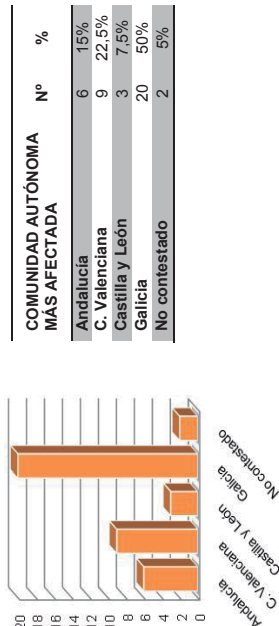 COMUNIDAD AUTÓNOMA
MÁS AFECTADA Nº %
Andalucía 6 15%
C. Valenciana 9 22,5%
Castilla y León 3 7,5%
Galicia 20 50%
No contestado 2 5%
20
18
16
14
12
10
8
6
4
2
0
Andalucía
C. Valenciana
Castilla y León
Galicia
No contestado